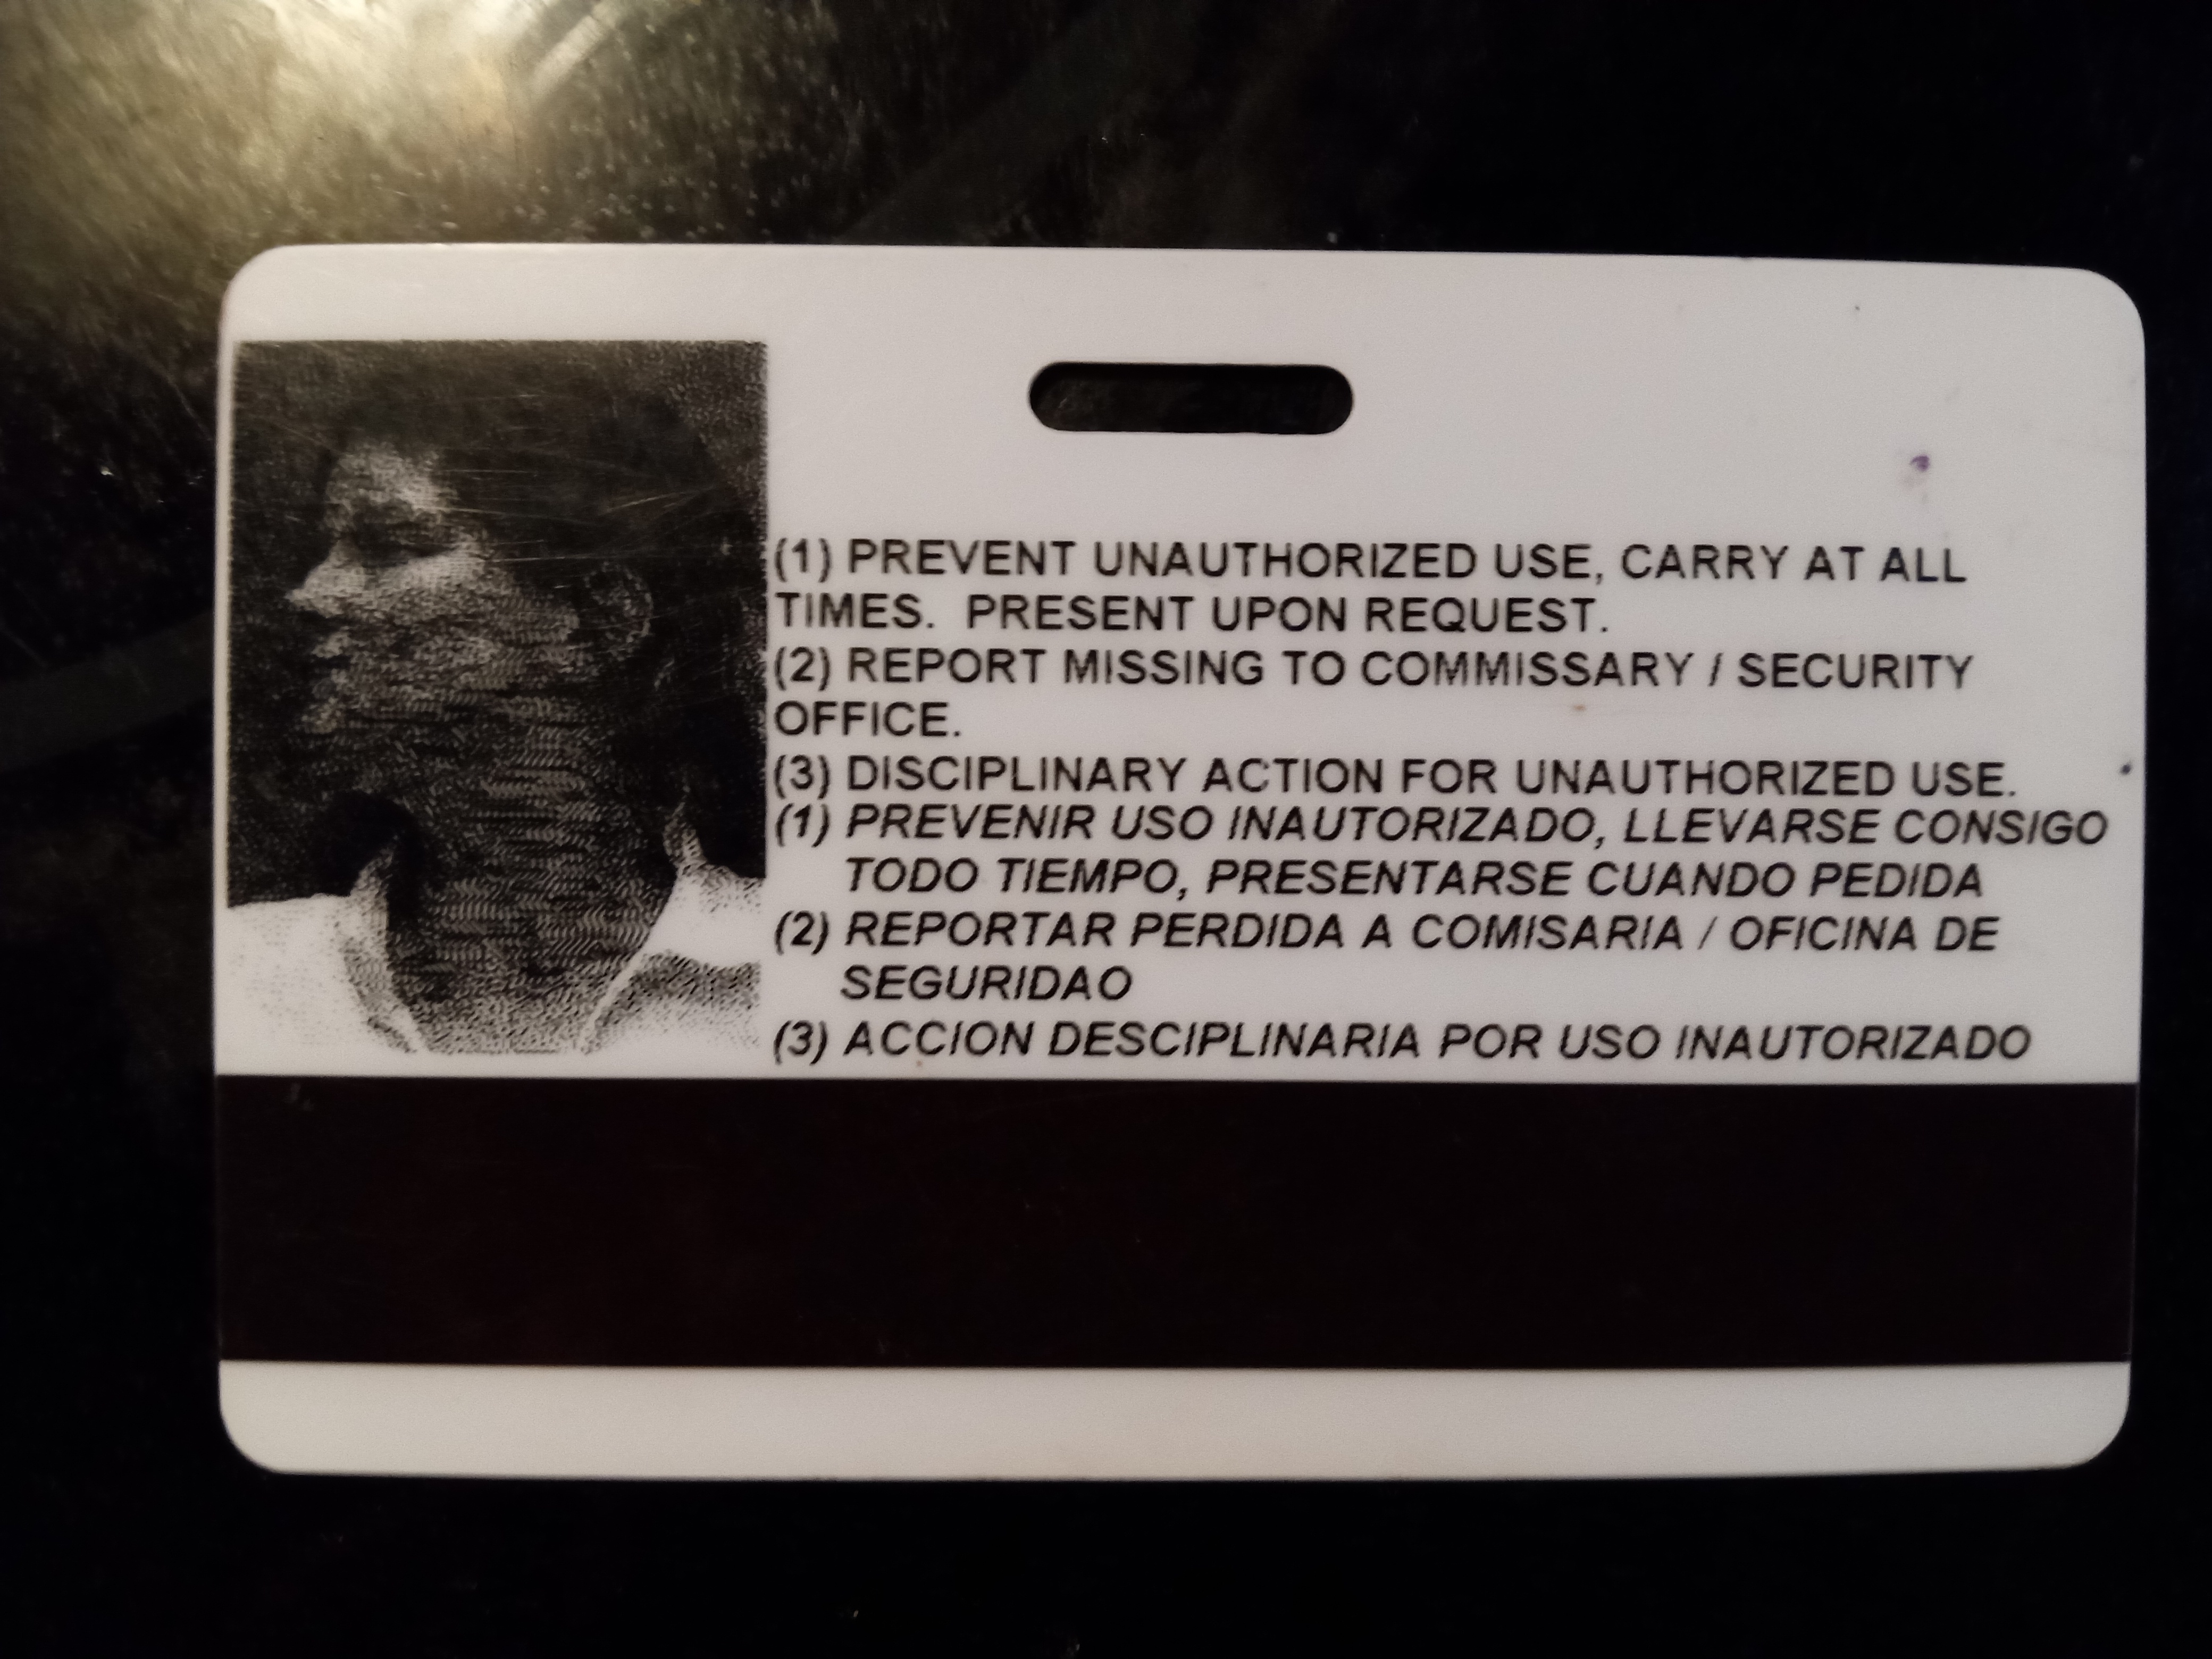 (1) PREVENT UNAUTHORIZED USE, CARRY AT ALL
TIMES. PRESENT UPON REQUEST.
(2) REPORT MISSING TO COMMISSARY / SECURITY
OFFICE.
(3) DISCIPLINARY ACTION FOR UNAUTHORIZED USE.
(1) PREVENIR USO INAUTORIZADO, LLEVARSE CONSIGO
TODO TIEMPO, PRESENTARSE CUANDO PEDIDA
(2) REPORTAR PERDIDA A COMISARIA / OFICINA DE
SEGURIDAO
(3) ACCION DESCIPLINARIA POR USO INAUTORIZADO